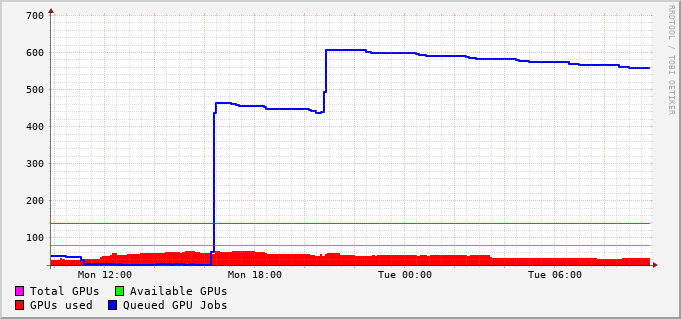 700
600
500
400
300
200
100
Mon 12:00 Mon 18:00 Tue 00:00 Tue 06:00
Total GPUs Available GPUs
GPUs used Queued GPU Jobs
RRDTOOL / TOBI OETIKER